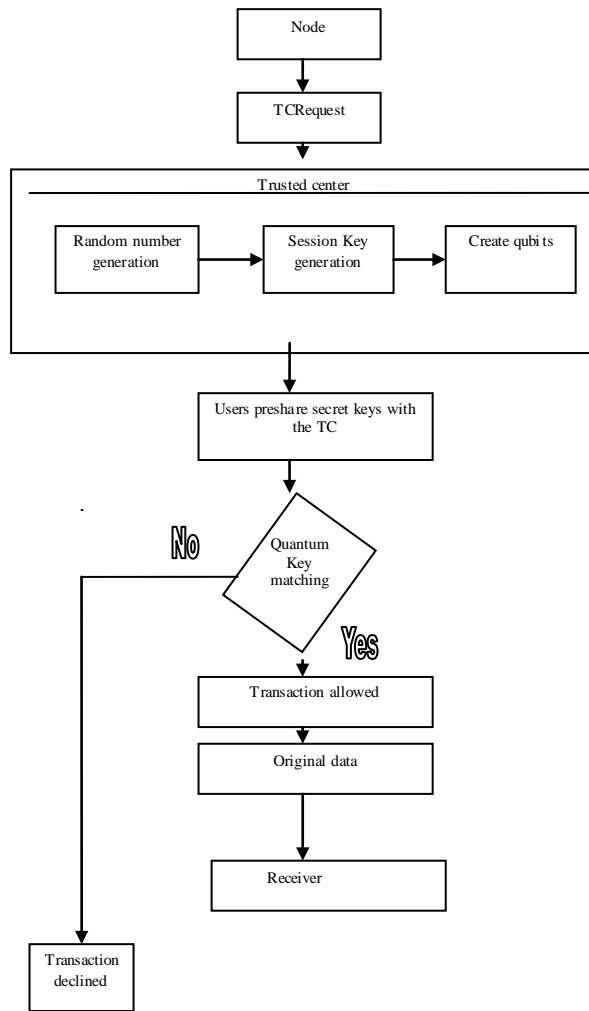 Node
TCRequest
Trusted center
Random number
generation
Session Key
generation
Create qubits
Users preshare secret keys with
the TC
Quantum
Key
matching
No
Yes
Transaction allowed
Original data
Receiver
Transaction
declined